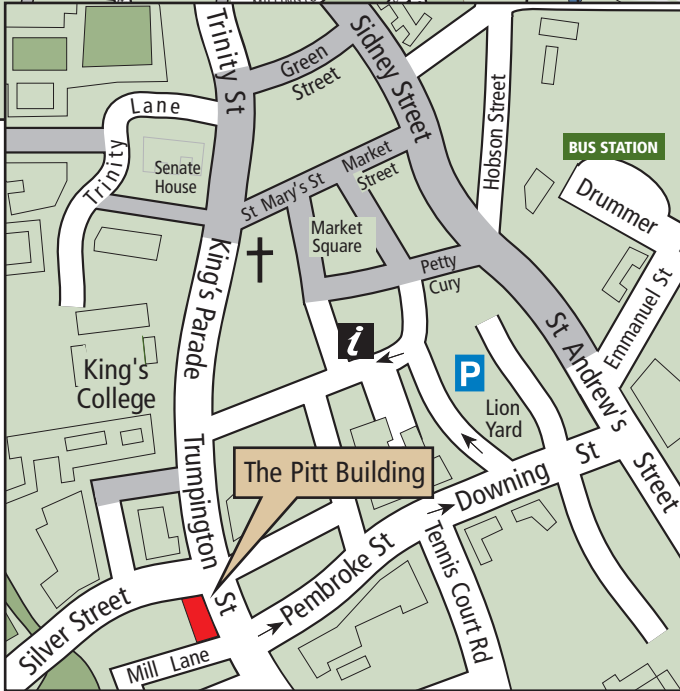 Trinity St
Green
Street
Sidney Street
Hobson Street
Lane
Trinity
Senate
House
St Mary's St
Market
Street
BUS STATION
Drummer
Market
Square
Petty
Cury
King's Parade
Emmanuel St
St Andrew's
Street
i
P
King's
College
Lion
Yard
Trumpington
St
The Pitt Building
Downing
St
Pembroke St
Tennis Court Rd
Silver Street
Mill Lane